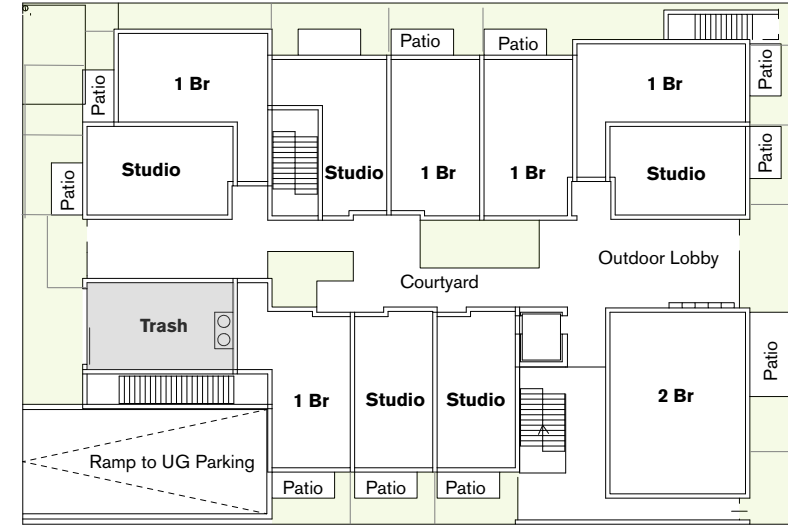 Patio
Patio
1 Br
1 Br
Patio
Patio
Studio
Studio
1 Br
1 Br
Studio
Patio
Patio
Outdoor Lobby
Courtyard
Trash
Patio
2 Br
1 Br
Studio
Studio
Ramp to UG Parking
Patio
Patio
Patio